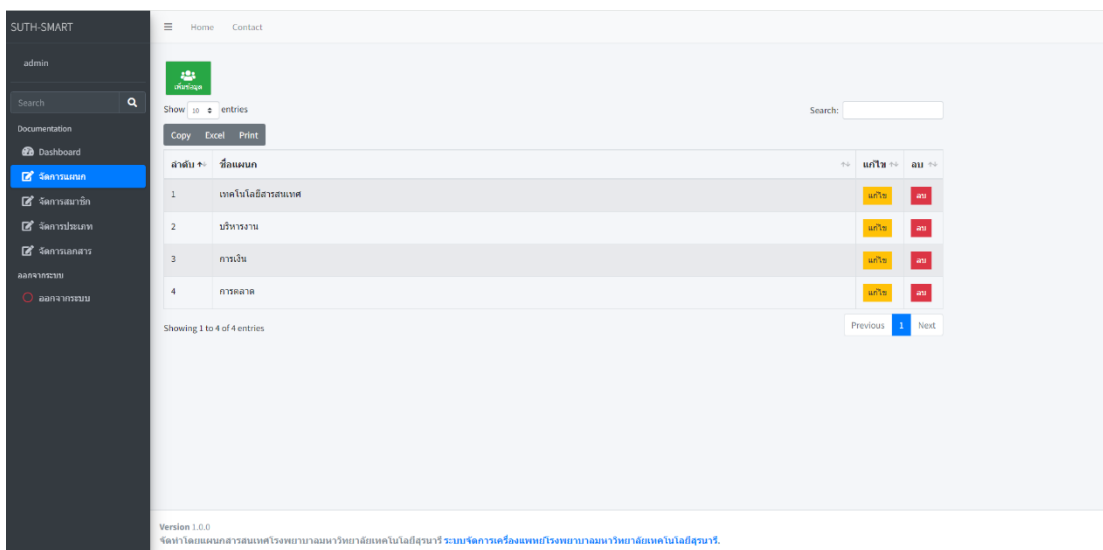 SUTH-SMART
Home Contact
admin
เพิ่มข้อมูล
Search
Show 10 entries
Search:
Documentation
Copy Excel Print
Dashboard
ลำดับ ชื่อแผนก แก้ไข ลบ
จัดการแผนก
1 เทคโนโลยีสารสนเทศ แก้ไข ลบ
จัดการสมาชิก
2 บริหารงาน แก้ไข ลบ
จัดการประเภท
3 การเงิน แก้ไข ลบ
จัดการเอกสาร
ออกจากระบบ
4 การตลาด แก้ไข ลบ
ออกจากระบบ
Showing 1 to 4 of 4 entries
Previous 1 Next
Version 1.0.0
จัดทำโดยแผนกสารสนเทศโรงพยาบาลมหาวิทยาลัยเทคโนโลยีสุรนารี ระบบจัดการเครื่องแพทย์โรงพยาบาลมหาวิทยาลัยเทคโนโลยีสุรนารี.